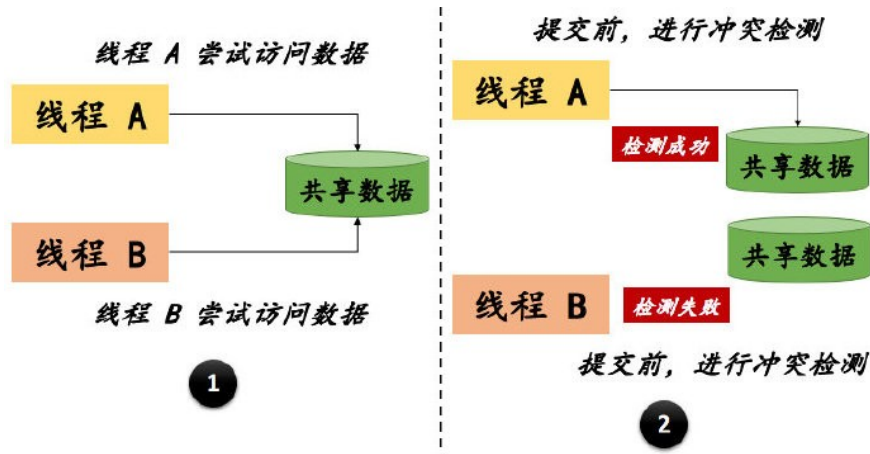 线程 A 尝试访问数据
线程 A
共享数据
线程 B
线程 B 尝试访问数据
1
提交前，进行冲突检测
线程 A
检测成功
共享数据
共享数据
线程 B
检测失败
提交前，进行冲突检测
2